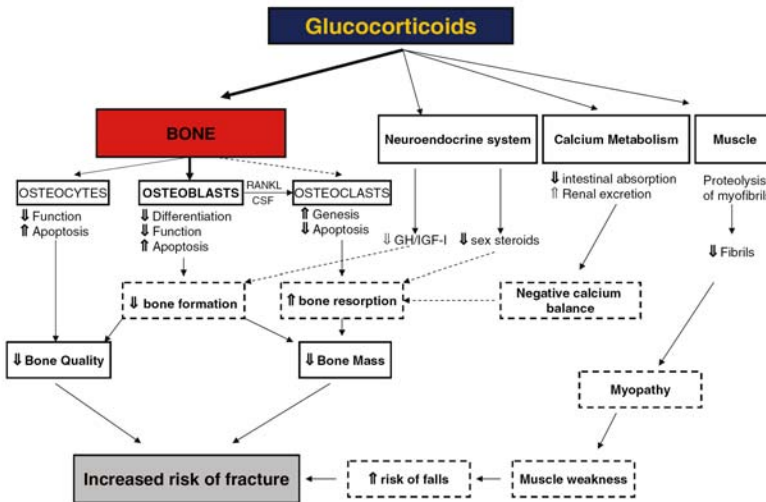 Glucocorticoids
BONE
Neuroendocrine system
Calcium Metabolism
Muscle
OSTEOCYTES
⇓ Function
⇑ Apoptosis
OSTEOBLASTS
⇓ Differentiation
⇓ Function
⇑ Apoptosis
RANKL
CSF
OSTEOCLASTS
⇑ Genesis
⇓ Apoptosis
⇓ GH/IGF-I
⇓ sex steroids
⇓ intestinal absorption
⇑ Renal excretion
Proteolysis
of myofibrils
⇓ Fibrils
⇓ bone formation
⇑ bone resorption
Negative calcium
balance
⇓ Bone Quality
⇓ Bone Mass
Myopathy
Increased risk of fracture
⇑ risk of falls
Muscle weakness